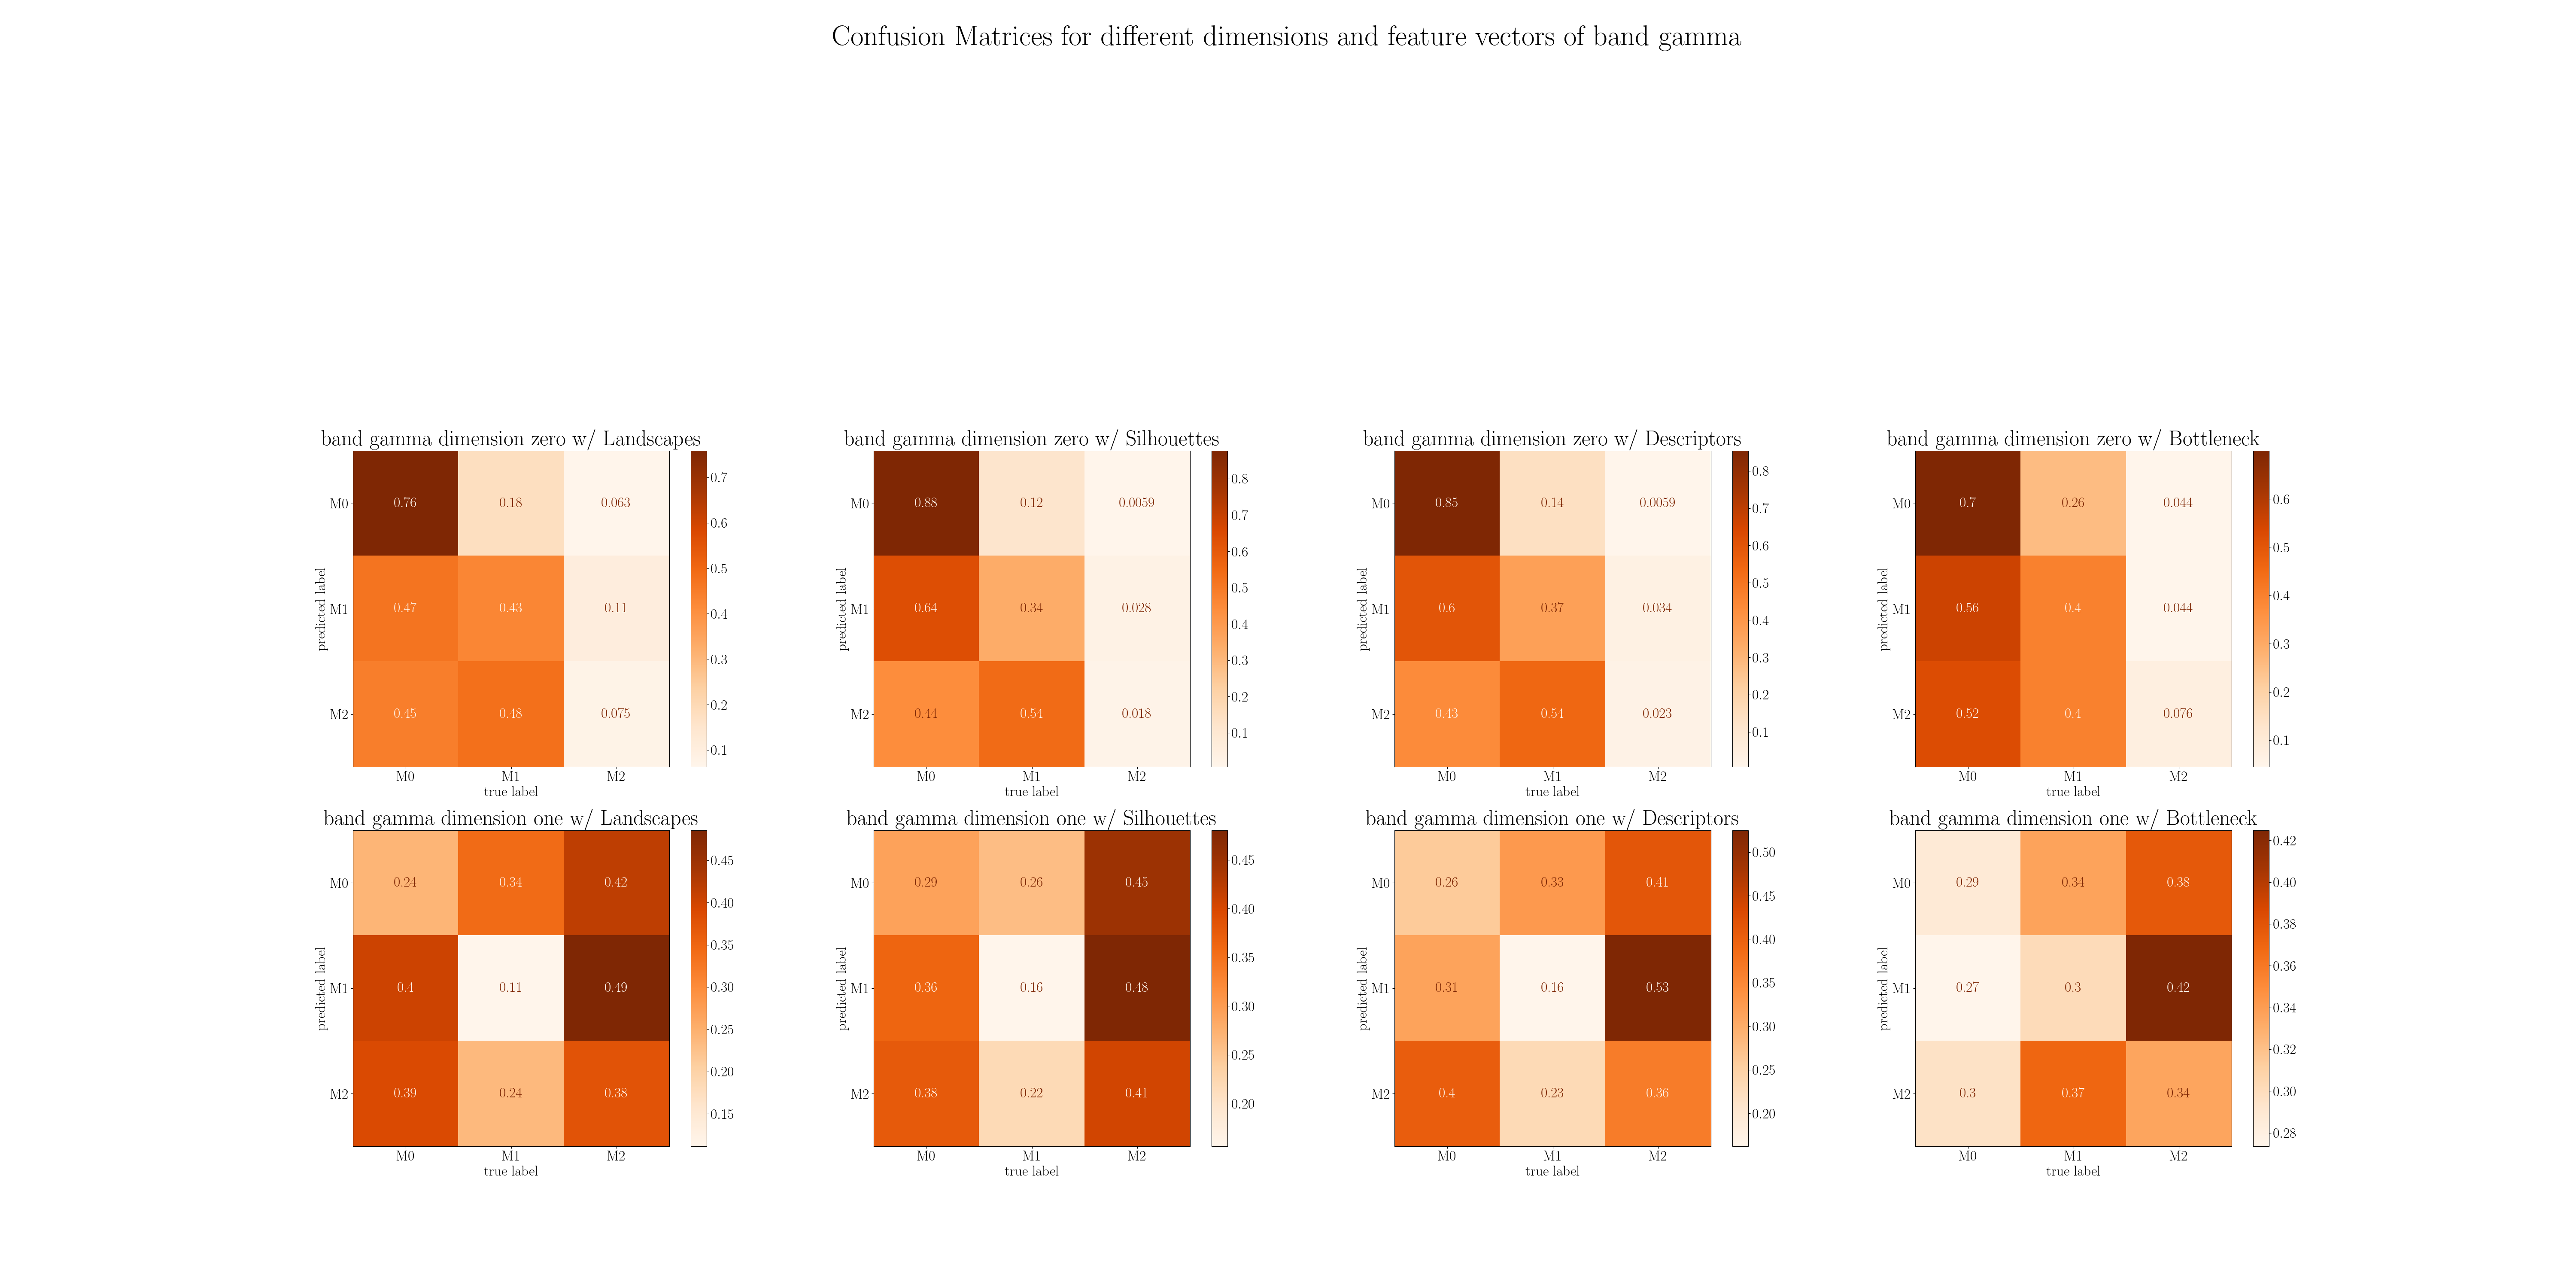 Confusion Matrices for different dimensions and feature vectors of band gamma
band gamma dimension zero w/ Landscapes
predicted label
M0 0.76 0.18 0.063
M1 0.47 0.43 0.11
M2 0.45 0.48 0.075
M0 M1 M2
true label
0.7
0.6
0.5
0.4
0.3
0.2
0.1
band gamma dimension zero w/ Silhouettes
predicted label
M0 0.88 0.12 0.0059
M1 0.64 0.34 0.028
M2 0.44 0.54 0.018
M0 M1 M2
true label
0.8
0.7
0.6
0.5
0.4
0.3
0.2
0.1
band gamma dimension zero w/ Descriptors
predicted label
M0 0.85 0.14 0.0059
M1 0.6 0.37 0.034
M2 0.43 0.54 0.023
M0 M1 M2
true label
0.8
0.7
0.6
0.5
0.4
0.3
0.2
0.1
band gamma dimension zero w/ Bottleneck
predicted label
M0 0.7 0.26 0.044
M1 0.56 0.4 0.044
M2 0.52 0.4 0.076
M0 M1 M2
true label
0.6
0.5
0.4
0.3
0.2
0.1
band gamma dimension one w/ Landscapes
predicted label
M0 0.24 0.34 0.42
M1 0.4 0.11 0.49
M2 0.39 0.24 0.38
M0 M1 M2
true label
0.45
0.40
0.35
0.30
0.25
0.20
0.15
band gamma dimension one w/ Silhouettes
predicted label
M0 0.29 0.26 0.45
M1 0.36 0.16 0.48
M2 0.38 0.22 0.41
M0 M1 M2
true label
0.45
0.40
0.35
0.30
0.25
0.20
band gamma dimension one w/ Descriptors
predicted label
M0 0.26 0.33 0.41
M1 0.31 0.16 0.53
M2 0.4 0.23 0.36
M0 M1 M2
true label
0.50
0.45
0.40
0.35
0.30
0.25
0.20
band gamma dimension one w/ Bottleneck
predicted label
M0 0.29 0.34 0.38
M1 0.27 0.3 0.42
M2 0.3 0.37 0.34
M0 M1 M2
true label
0.42
0.40
0.38
0.36
0.34
0.32
0.30
0.28